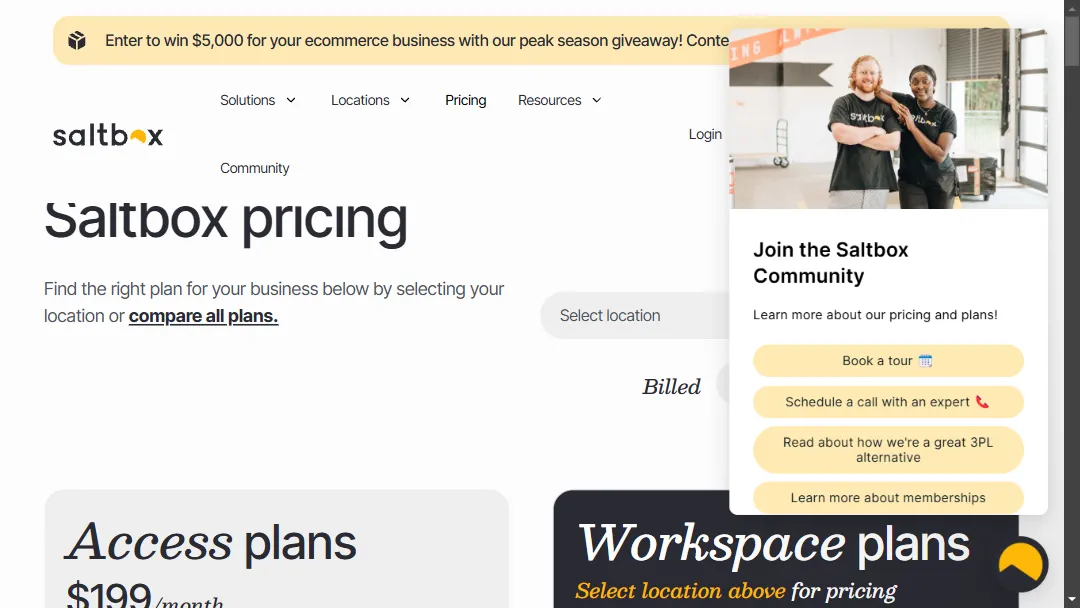 Enter to win $5,000 for your ecommerce business with our peak season giveaway! Conte
Solutions
Locations
Pricing
Resources
saltbox
Login
Community
Saltbox pricing
Find the right plan for your business below by selecting your
location or compare all plans.
Select location
Billed
Access plans
$199/month
Workspace plans
Select location above for pricing
saltbox
saltbox
Join the Saltbox
Community
Learn more about our pricing and plans!
Book a tour 🗓️
Schedule a call with an expert 📞
Read about how we're a great 3PL
alternative
Learn more about memberships